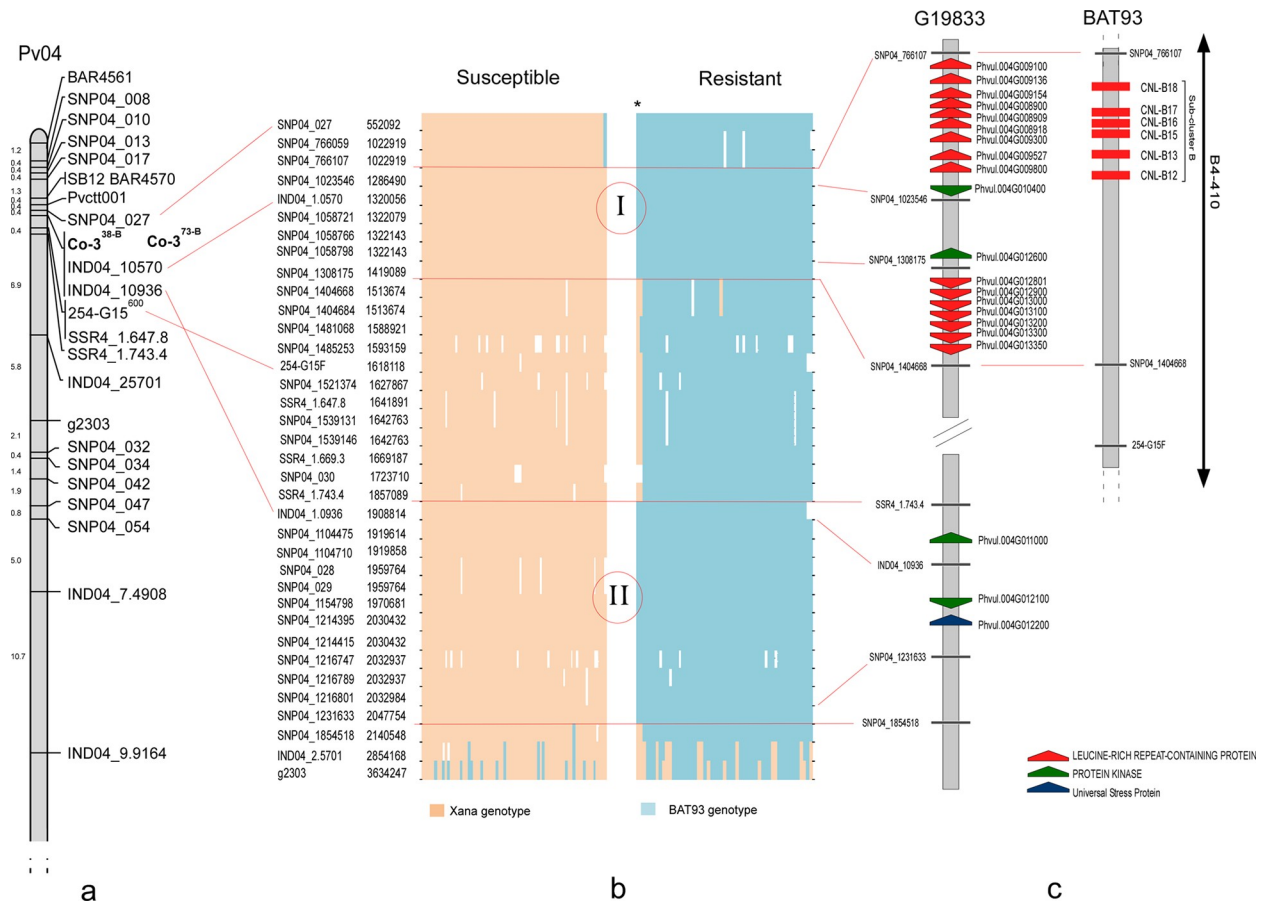 Pv04
BAR4561
SNP04_008
SNP04_010
SNP04_013
SNP04_017
SB12 BAR4570
Pvctt001
SNP04_027
Co-3 38-B Co-3 73-B
IND04_10570
IND04_10936
254-G15 600
SSR4_1.647.8
SSR4_1.743.4
IND04_25701
g2303
SNP04_032
SNP04_034
SNP04_042
SNP04_047
SNP04_054
IND04_7.4908
IND04_9.9164
1.2
0.4
0.4
0.4
1.3
0.4
0.4
0.4
0.4
6.9
5.8
2.1
0.4
1.4
1.9
0.8
5.0
10.7
a
Susceptible
Resistant
*
SNP04_027 552092
SNP04_766059 1022919
SNP04_766107 1022919
SNP04_1023546 1286490
IND04_1.0570 1320056
SNP04_1058721 1322079
SNP04_1058766 1322143
SNP04_1058798 1322143
SNP04_1308175 1419089
SNP04_1404668 1513674
SNP04_1404684 1513674
SNP04_1481068 1588921
SNP04_1485253 1593159
254-G15F 1618118
SNP04_1521374 1627867
SSR4_1.647.8 1641891
SNP04_1539131 1642763
SNP04_1539146 1642763
SSR4_1.669.3 1669187
SNP04_030 1723710
SSR4_1.743.4 1857089
IND04_1.0936 1908814
SNP04_1104475 1919614
SNP04_1104710 1919858
SNP04_028 1959764
SNP04_029 1959764
SNP04_1154798 1970681
SNP04_1214395 2030432
SNP04_1214415 2030432
SNP04_1216747 2032937
SNP04_1216789 2032937
SNP04_1216801 2032984
SNP04_1231633 2047754
SNP04_1854518 2140548
IND04_2.5701 2854168
g2303 3634247
I
II
Xana genotype
BAT93 genotype
b
G19833
BAT93
SNP04_766107
Phvul.004G009100
Phvul.004G009136
Phvul.004G009154
Phvul.004G008900
Phvul.004G008909
Phvul.004G008918
Phvul.004G009300
Phvul.004G009527
Phvul.004G009800
Phvul.004G010400
SNP04_1023546
Phvul.004G012600
SNP04_1308175
Phvul.004G012801
Phvul.004G012900
Phvul.004G013000
Phvul.004G013100
Phvul.004G013200
Phvul.004G013300
Phvul.004G013350
SNP04_1404668
SSR4_1.743.4
Phvul.004G011000
IND04_10936
Phvul.004G012100
Phvul.004G012200
SNP04_1231633
SNP04_1854518
SNP04_766107
CNL-B18
CNL-B17
CNL-B16
CNL-B15
CNL-B13
CNL-B12
Sub-cluster B
B4-410
SNP04_1404668
254-G15F
LEUCINE-RICH REPEAT-CONTAINING PROTEIN
PROTEIN KINASE
Universal Stress Protein
c